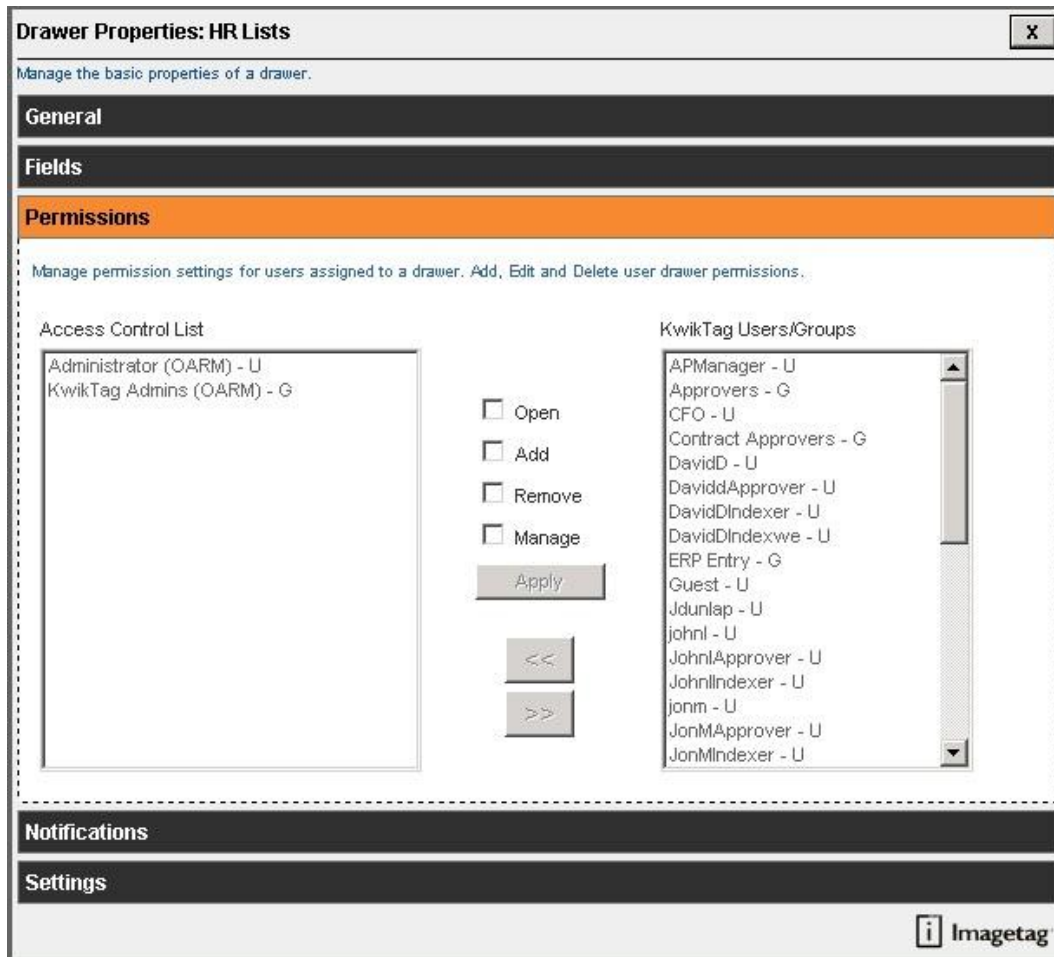 Drawer Properties: HR Lists
X
Manage the basic properties of a drawer.
General
Fields
Permissions
Manage permission settings for users assigned to a drawer. Add, Edit and Delete user drawer permissions.
Access Control List
Administrator (OARM) - U
KwikTag Admins (OARM) - G
Open
Add
Remove
Manage
Apply
<<
>>
KwikTag Users/Groups
APManager - U
Approvers - G
CFO - U
Contract Approvers - G
DavidD - U
DaviddApprover - U
DavidDIndexer - U
DavidDIndexwe - U
ERP Entry - G
Guest - U
Jdunlap - U
johnl - U
JohnlApprover - U
JohnlIndexer - U
jonm - U
JonMApprover - U
JonMIndexer - U
Notifications
Settings
i Imagetag